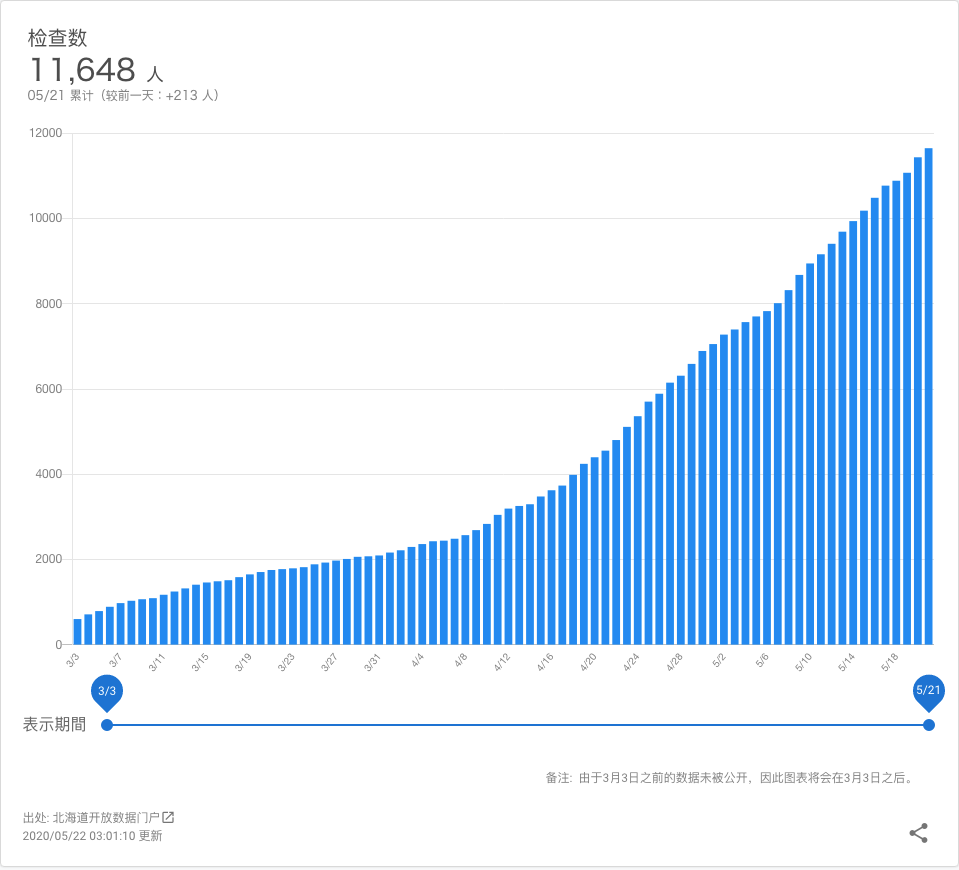 检查数
11,648 人
05/21 累计（较前一天：+213 人）
12000
10000
8000
6000
4000
2000
0
3/3 3/7 3/11 3/15 3/19 3/23 3/27 3/31 4/4 4/8 4/12 4/16 4/20 4/24 4/28 5/2 5/6 5/10 5/14 5/18
3/3 5/21
表示期間
备注: 由于3月3日之前的数据未被公开，因此图表将会在3月3日之后。
出处: 北海道开放数据门户
2020/05/22 03:01:10 更新